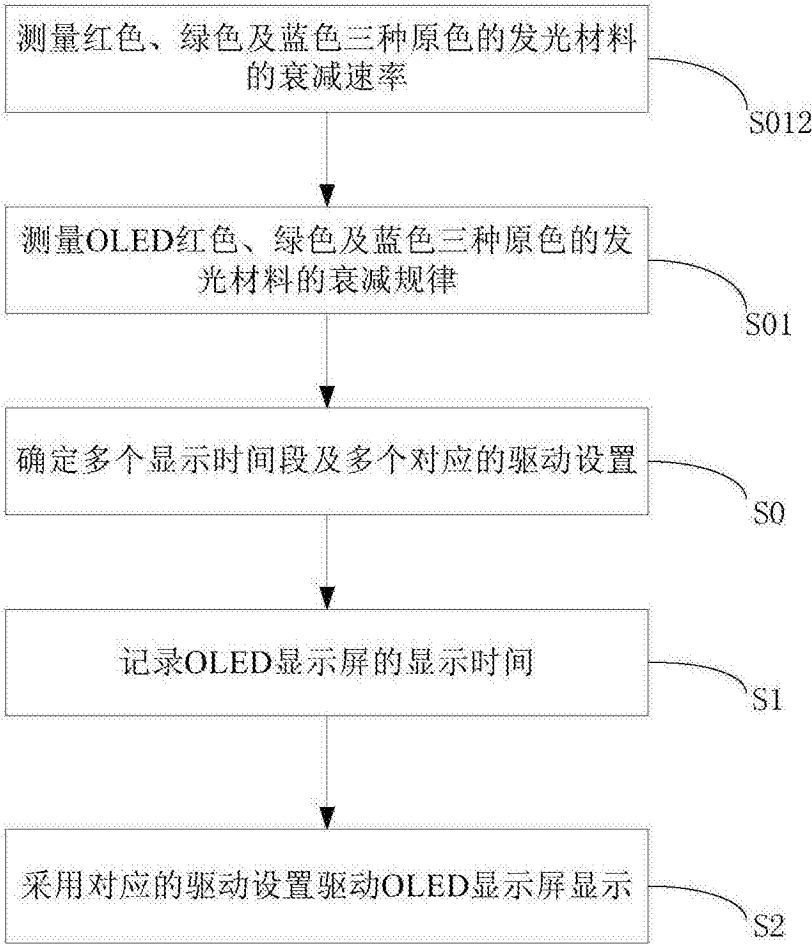 测量红色、绿色及蓝色三种原色的发光材料
的衰减速率
S012
测量OLED红色、绿色及蓝色三种原色的发
光材料的衰减规律
S01
确定多个显示时间段及多个对应的驱动设置
S0
记录OLED显示屏的显示时间
S1
采用对应的驱动设置驱动OLED显示屏显示
S2